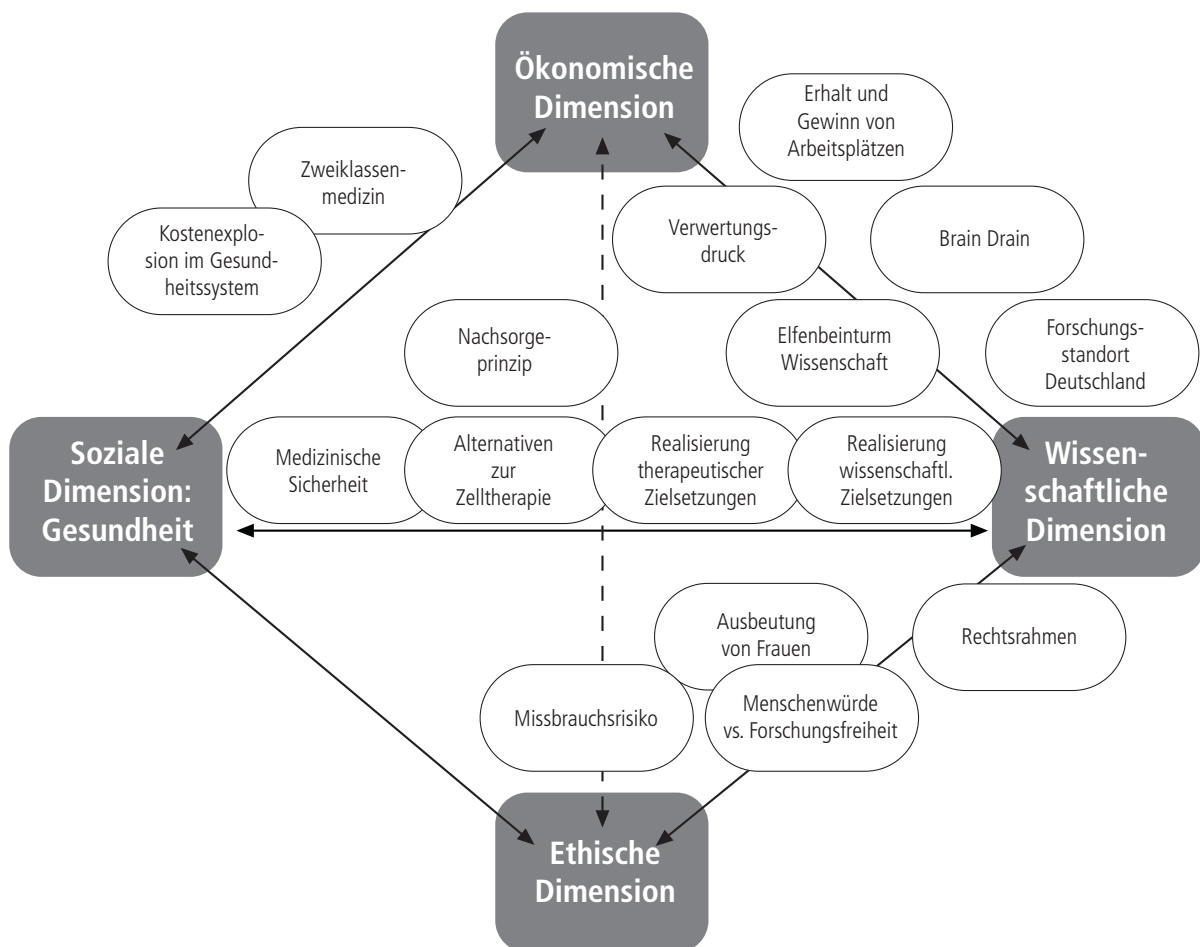 Ökonomische
Dimension
Erhalt und
Gewinn von
Arbeitsplätzen
Zweiklassen-
medizin
Kostenexplo-
sion im Gesund-
heitssystem
Verwertungs-
druck
Brain Drain
Nachsorge-
prinzip
Elfenbeinturm
Wissenschaft
Forschungs-
standort
Deutschland
Soziale
Dimension:
Gesundheit
Medizinische
Sicherheit
Alternativen
zur
Zelltherapie
Realisierung
therapeutischer
Zielsetzungen
Realisierung
wissenschaftl.
Zielsetzungen
Wissen-
schaftliche
Dimension
Ausbeutung
von Frauen
Rechtsrahmen
Missbrauchsrisiko
Menschenwürde
vs. Forschungsfreiheit
Ethische
Dimension